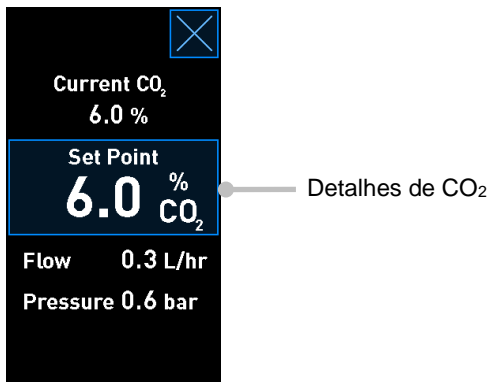 Current CO₂
6.0 %
Set Point
6.0 % CO₂
Detalhes de CO₂
Flow 0.3 L/hr
Pressure 0.6 bar